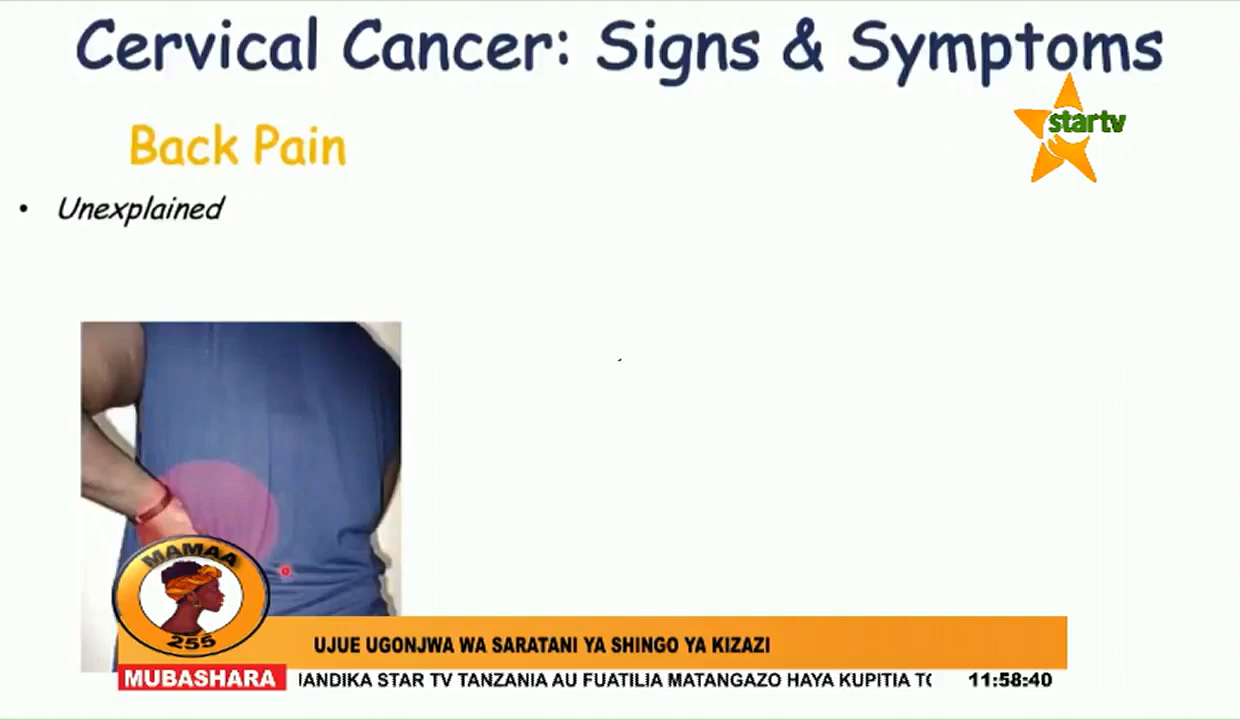 Cervical Cancer: Signs & Symptoms
startv
Back Pain
• Unexplained
MAMAA
255
UJUE UGONJWA WA SARATANI YA SHINGO YA KIZAZI
MUBASHARA
STAR TV TANZANIA AU FUATILIA MATANGAZO HAYA KUPITIA
11:58:40